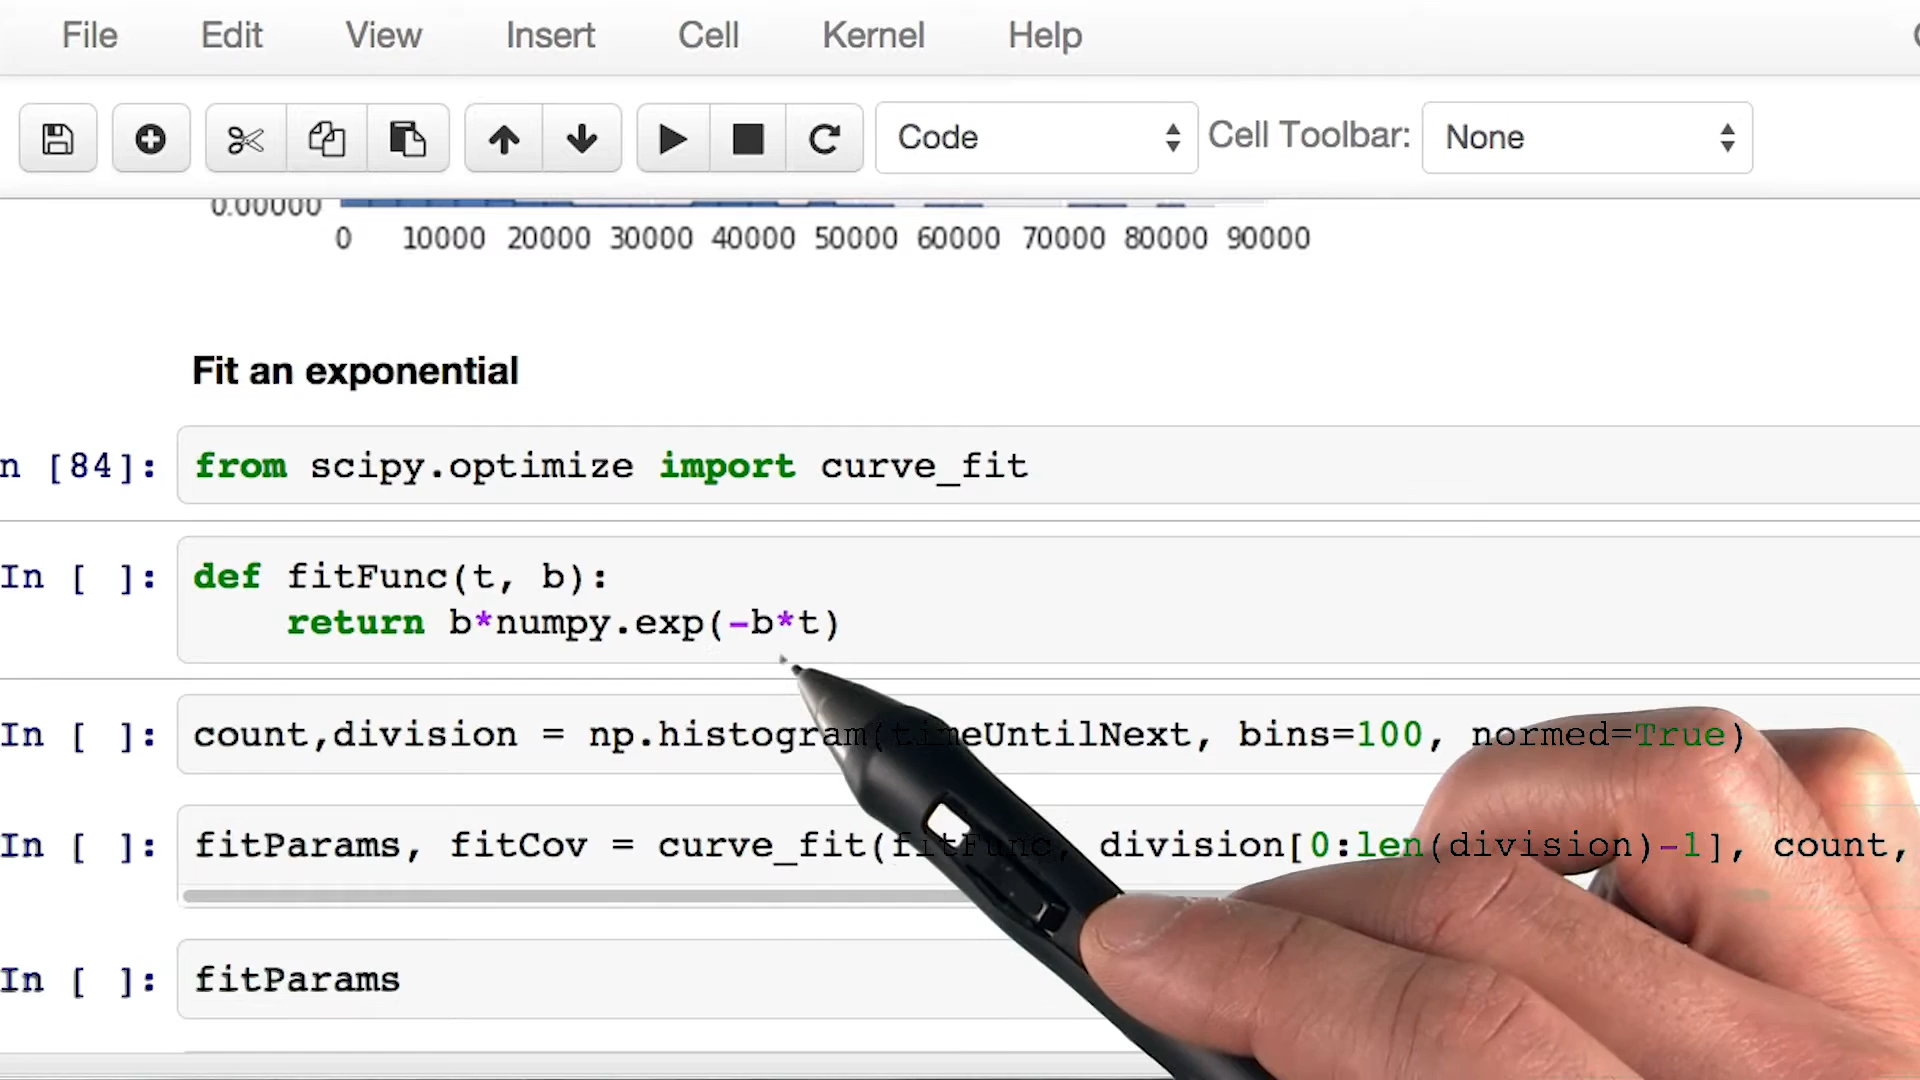 File Edit View Insert Cell Kernel Help
Code Cell Toolbar: None
0.00000
0 10000 20000 30000 40000 50000 60000 70000 80000 90000
Fit an exponential
n [84]: from scipy.optimize import curve_fit
In [ ]: def fitFunc(t, b):
return b*numpy.exp(-b*t)
In [ ]: count,division = np.histogram(timeUntilNext, bins=100, normed=True)
In [ ]: fitParams, fitCov = curve_fit(fitFunc, division[0:len(division)-1], count,
In [ ]: fitParams